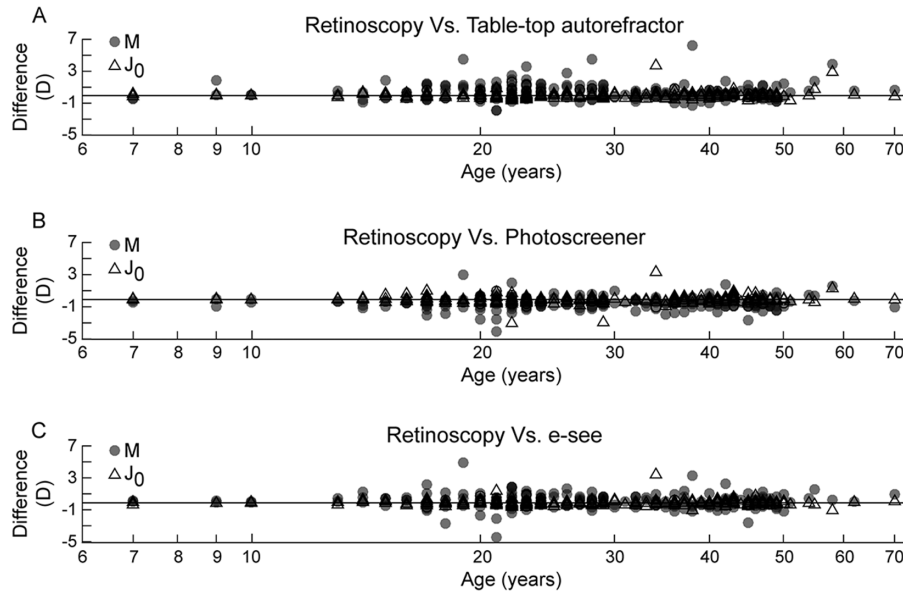 A
Retinoscopy Vs. Table-top autorefractor
M
J0
7
3
-1
-5
Difference
(D)
6 7 8 9 10 20 30 40 50 60 70
Age (years)
B
Retinoscopy Vs. Photoscreener
M
J0
7
3
-1
-5
Difference
(D)
6 7 8 9 10 20 30 40 50 60 70
Age (years)
C
Retinoscopy Vs. e-see
M
J0
7
3
-1
-5
Difference
(D)
6 7 8 9 10 20 30 40 50 60 70
Age (years)